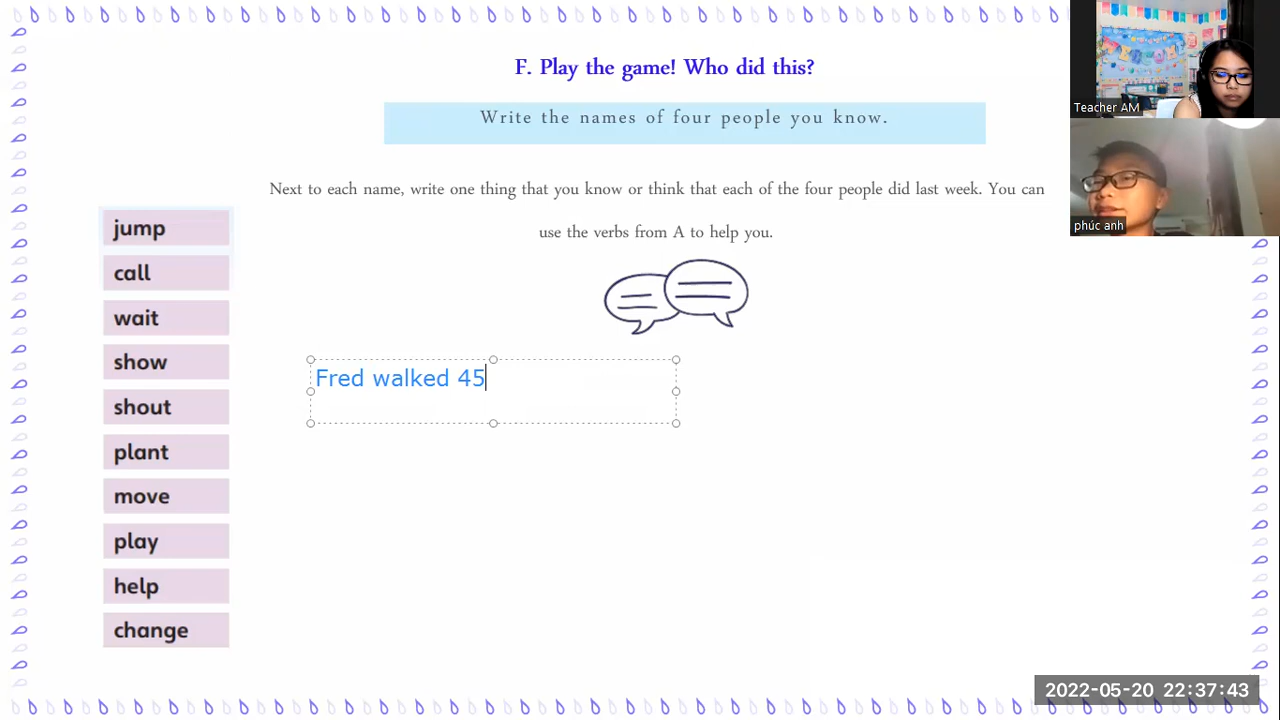 F. Play the game! Who did this?
Write the names of four people you know.
Next to each name, write one thing that you know or think that each of the four people did last week. You can
use the verbs from A to help you.
jump
call
wait
show
shout
plant
move
play
help
change
Fred walked 45
Teacher AM
phúc anh
2022-05-20 22:37:43